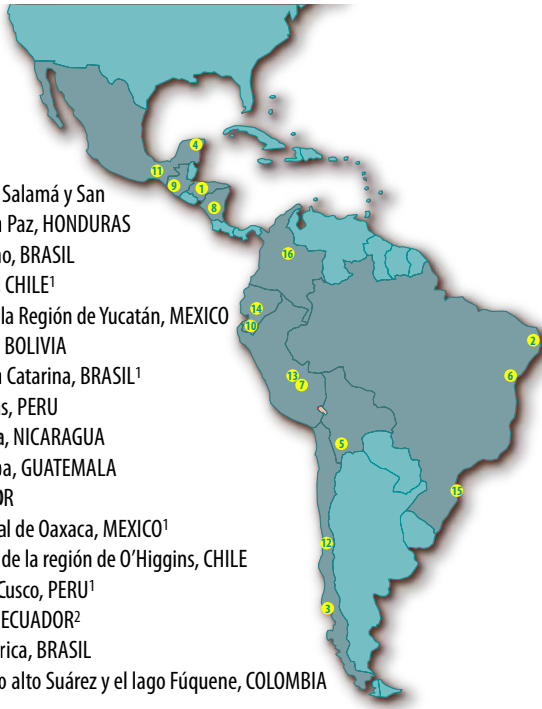 4
11
9
1
Salamá y San
8
Paz, HONDURAS
o, BRASIL
16
, CHILE¹
la Región de Yucatán, MEXICO
14
10
2
BOLIVIA
Catarina, BRASIL¹
13
7
6
s, PERU
a, NICARAGUA
5
pa, GUATEMALA
OR
15
al de Oaxaca, MEXICO¹
12
de la región de O’Higgins, CHILE
Cusco, PERU¹
3
ECUADOR²
rica, BRASIL
o alto Suárez y el lago Fúquene, COLOMBIA